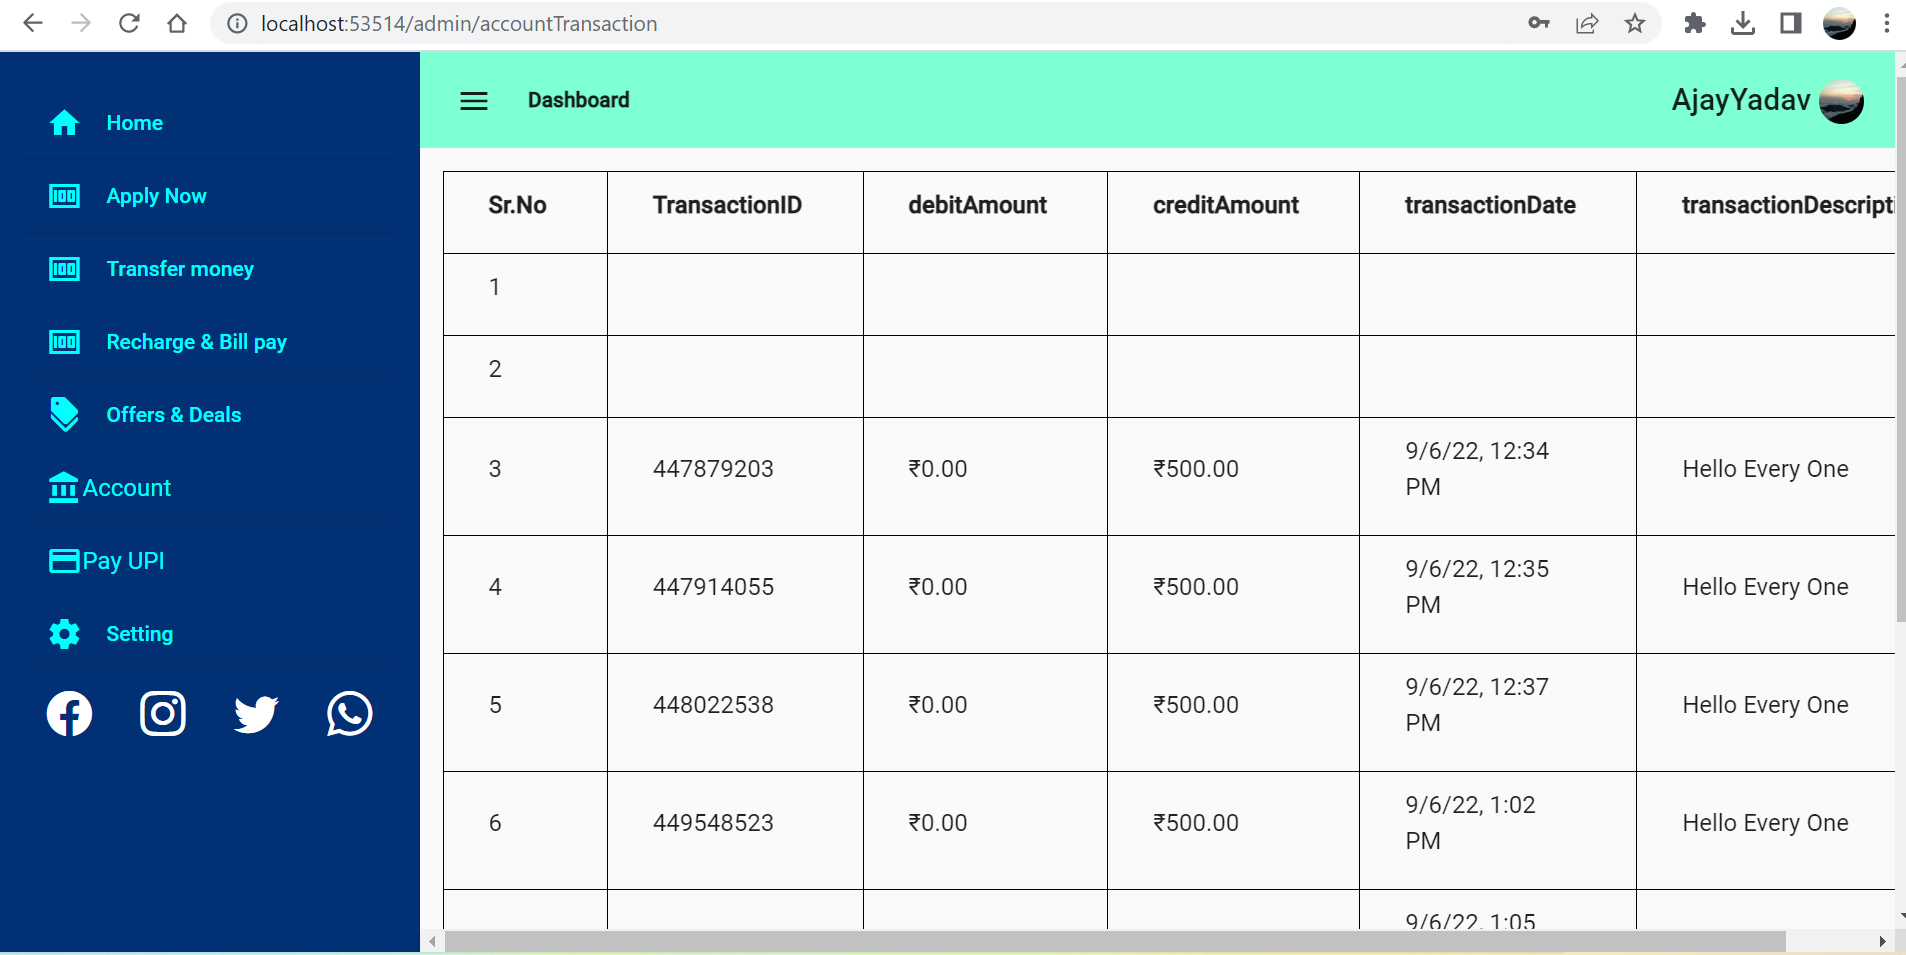 localhost:53514/admin/accountTransaction
Home
Apply Now
Transfer money
Recharge & Bill pay
Offers & Deals
Account
Pay UPI
Setting
Dashboard
AjayYadav
Sr.No TransactionID debitAmount creditAmount transactionDate transactionDescripti
1
2
3 447879203 ₹0.00 ₹500.00 9/6/22, 12:34 PM Hello Every One
4 447914055 ₹0.00 ₹500.00 9/6/22, 12:35 PM Hello Every One
5 448022538 ₹0.00 ₹500.00 9/6/22, 12:37 PM Hello Every One
6 449548523 ₹0.00 ₹500.00 9/6/22, 1:02 PM Hello Every One
9/6/22, 1:05